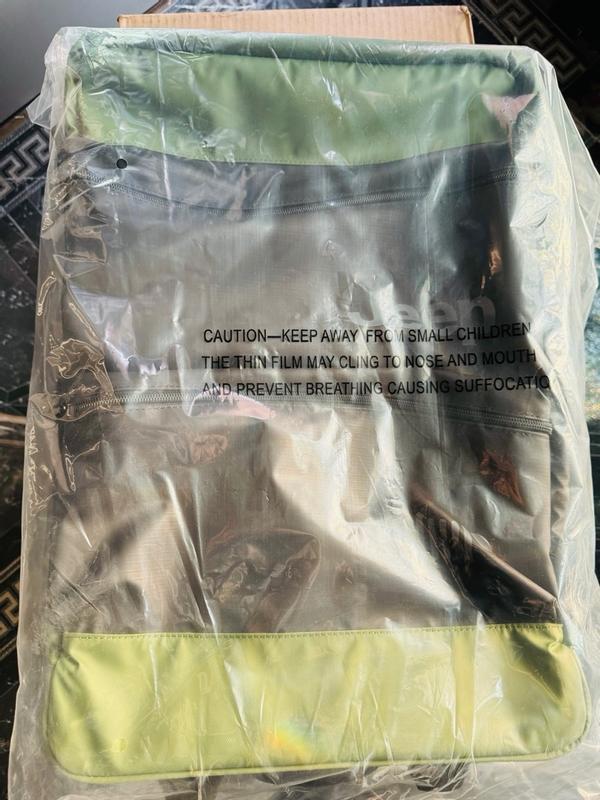 Jeep
CAUTION—KEEP AWAY FROM SMALL CHILDREN
THE THIN FILM MAY CLING TO NOSE AND MOUTH
AND PREVENT BREATHING CAUSING SUFFOCATIO